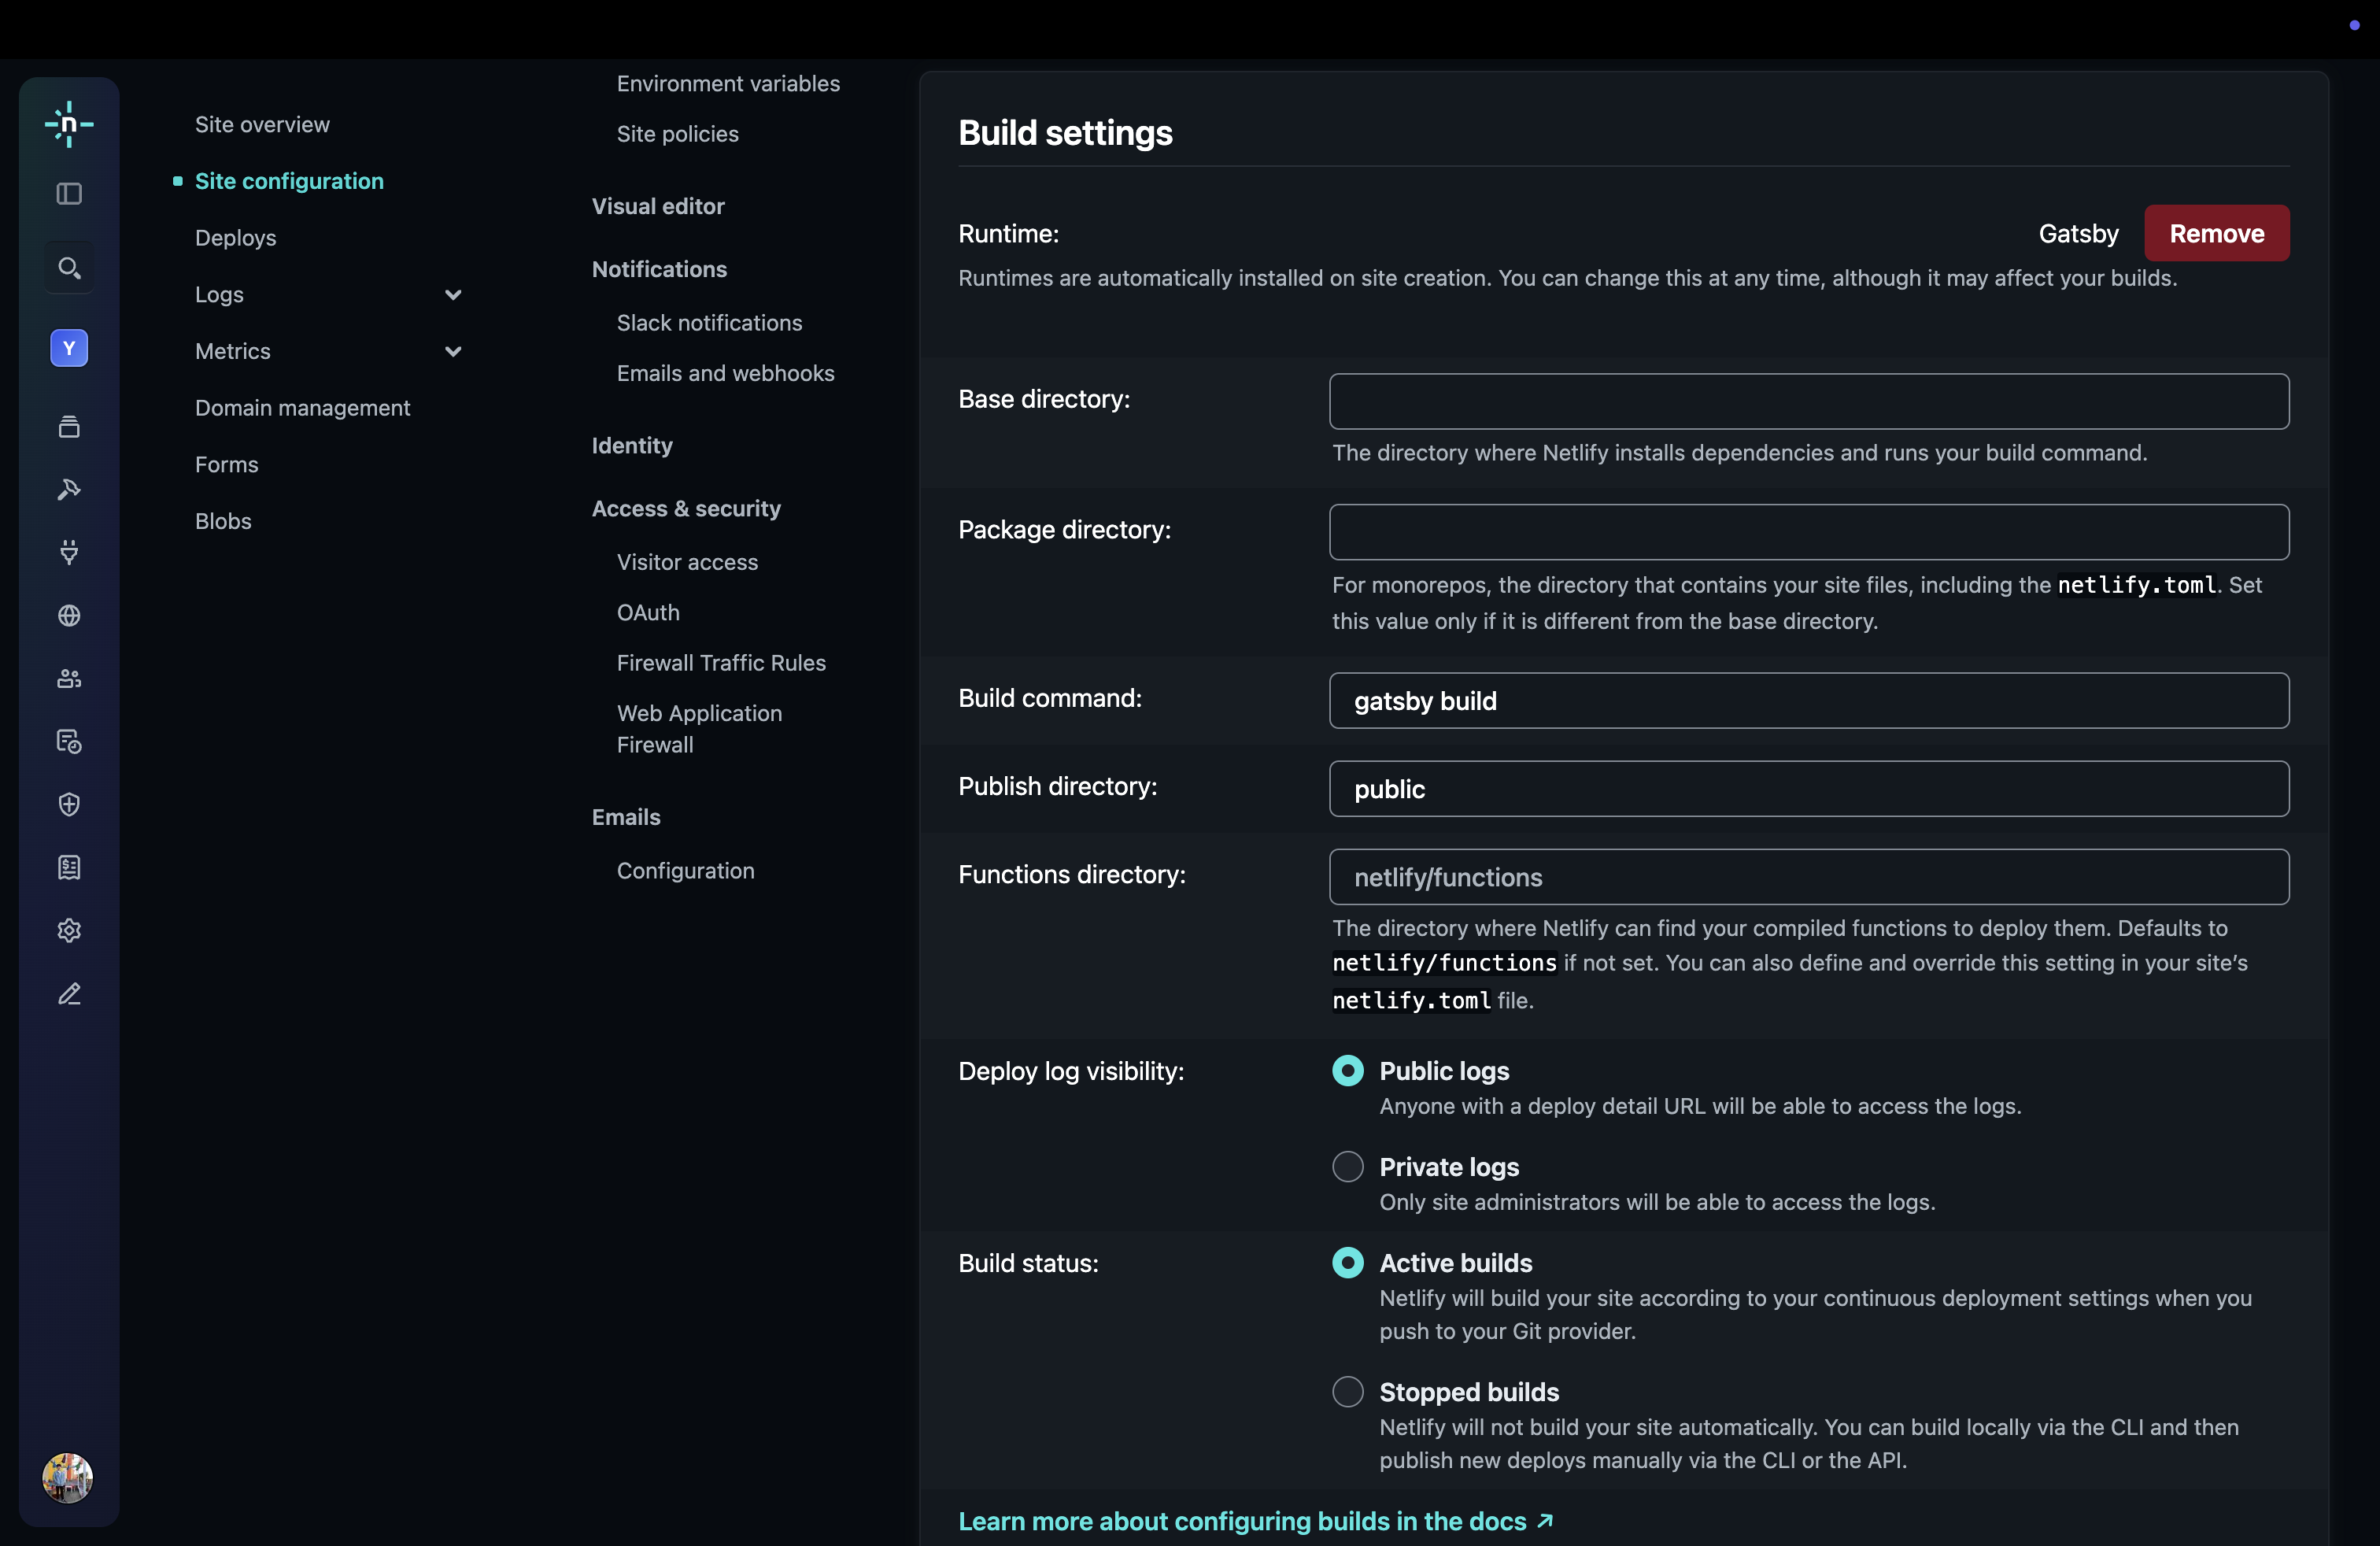 n
Y
Site overview
Site configuration
Deploys
Logs
Metrics
Domain management
Forms
Blobs
Environment variables
Site policies
Visual editor
Notifications
Slack notifications
Emails and webhooks
Identity
Access & security
Visitor access
OAuth
Firewall Traffic Rules
Web Application
Firewall
Emails
Configuration
Build settings
Runtime:
Gatsby
Remove
Runtimes are automatically installed on site creation. You can change this at any time, although it may affect your builds.
Base directory:
The directory where Netlify installs dependencies and runs your build command.
Package directory:
For monorepos, the directory that contains your site files, including the netlify.toml. Set
this value only if it is different from the base directory.
Build command:
gatsby build
Publish directory:
public
Functions directory:
netlify/functions
The directory where Netlify can find your compiled functions to deploy them. Defaults to
netlify/functions if not set. You can also define and override this setting in your site’s
netlify.toml file.
Deploy log visibility:
Public logs
Anyone with a deploy detail URL will be able to access the logs.
Private logs
Only site administrators will be able to access the logs.
Build status:
Active builds
Netlify will build your site according to your continuous deployment settings when you
push to your Git provider.
Stopped builds
Netlify will not build your site automatically. You can build locally via the CLI and then
publish new deploys manually via the CLI or the API.
Learn more about configuring builds in the docs ↗